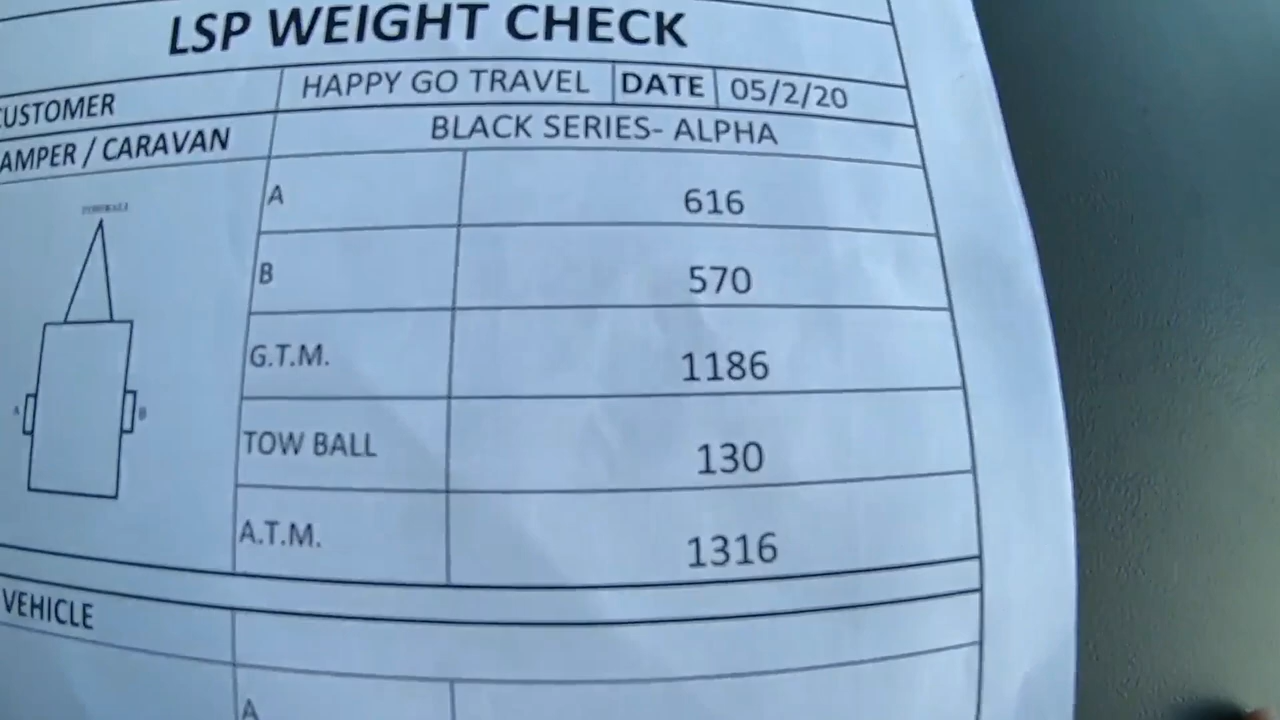 LSP WEIGHT CHECK
CUSTOMER HAPPY GO TRAVEL DATE 05/2/20
AMPER / CARAVAN BLACK SERIES- ALPHA
TOWBALL
A 616
B 570
G.T.M. 1186
A B
TOW BALL 130
A.T.M. 1316
VEHICLE
A